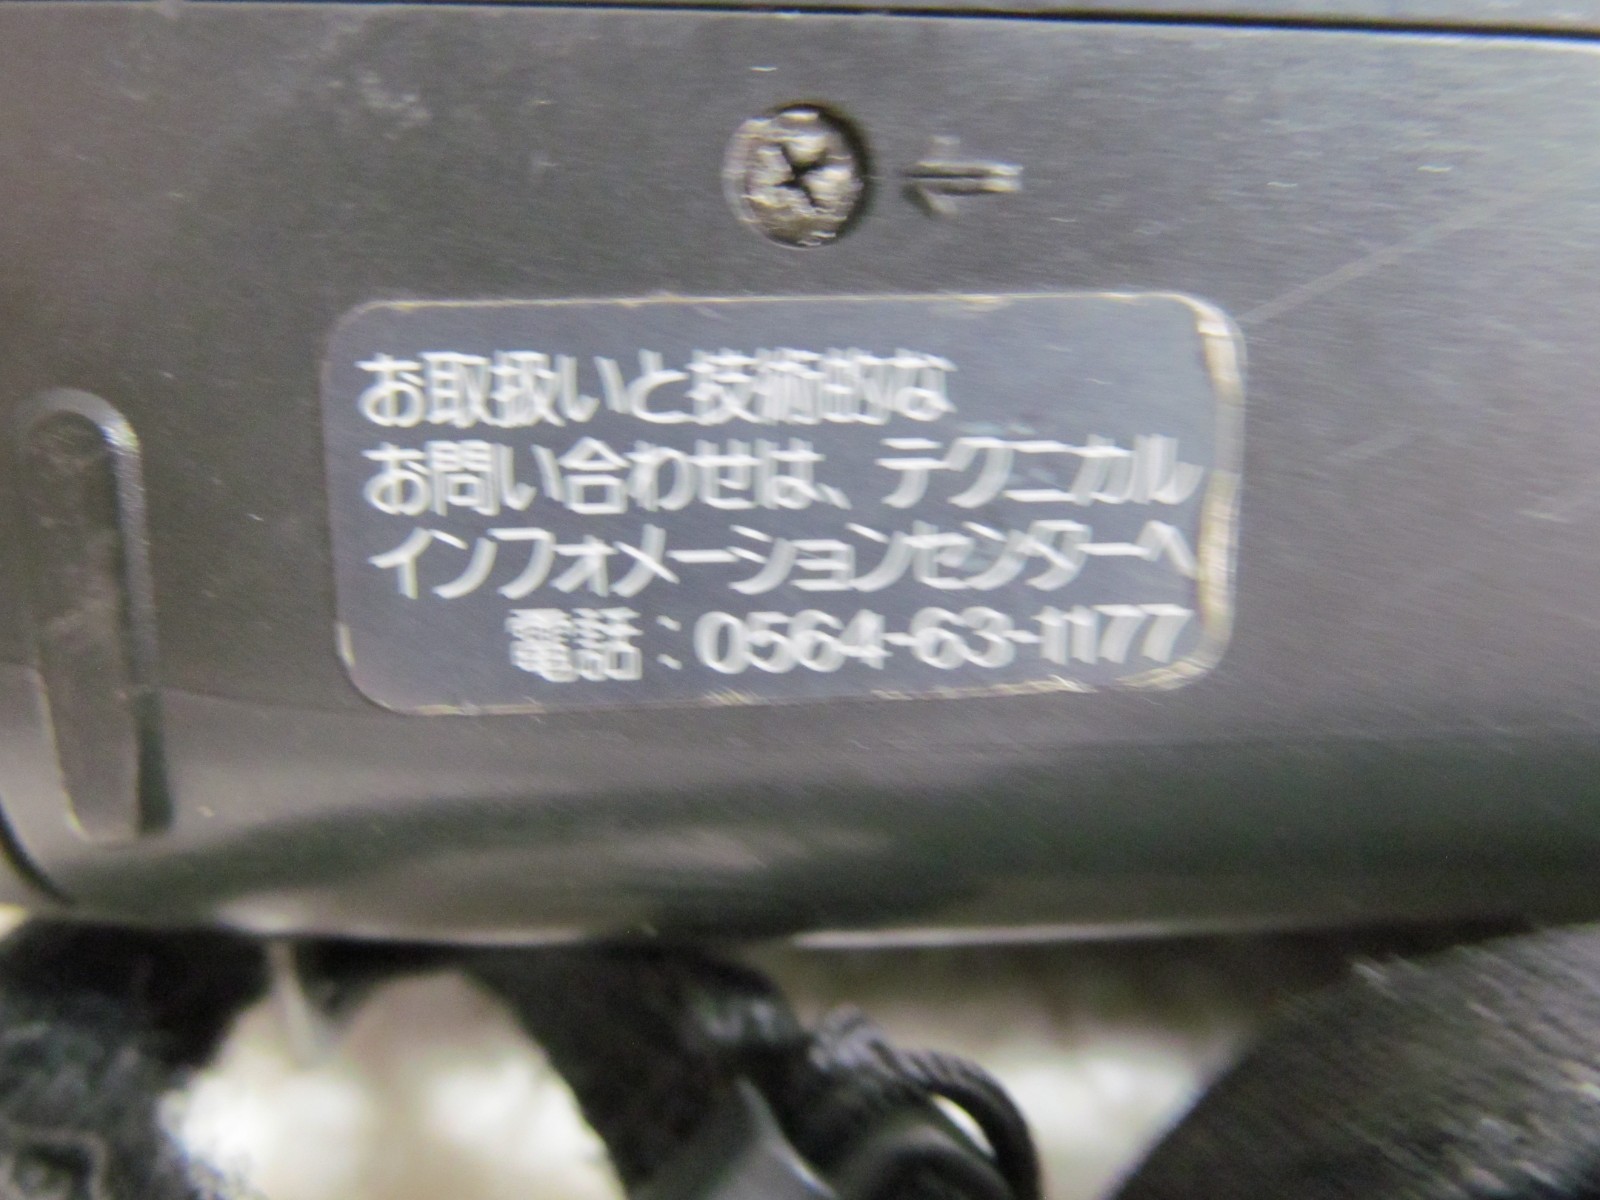 お取扱いと技術的な
お問い合わせは、テクニカル
インフォメーションセンターへ
電話：0564-63-1177